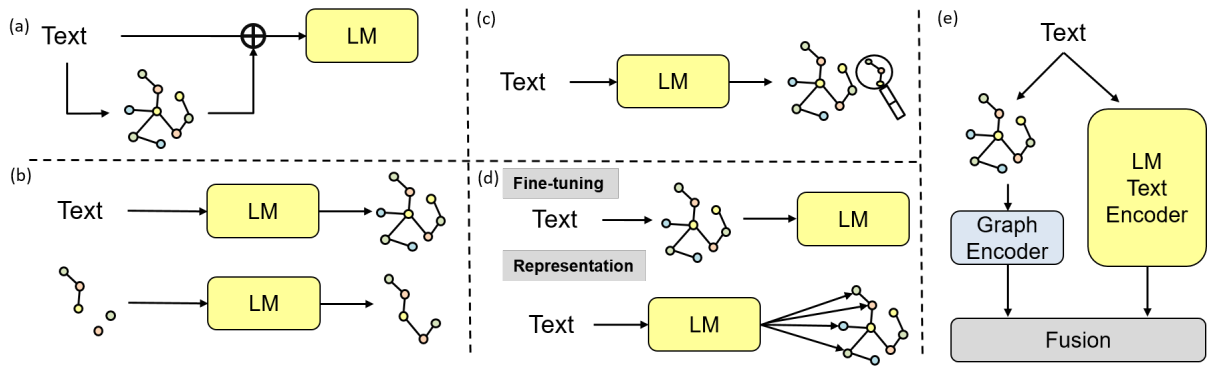 (a)
Text
LM
(b)
Text
LM
LM
(c)
Text
LM
(d)
Fine-tuning
Text
LM
Representation
Text
LM
(e)
Text
LM
Text
Encoder
Graph
Encoder
Fusion